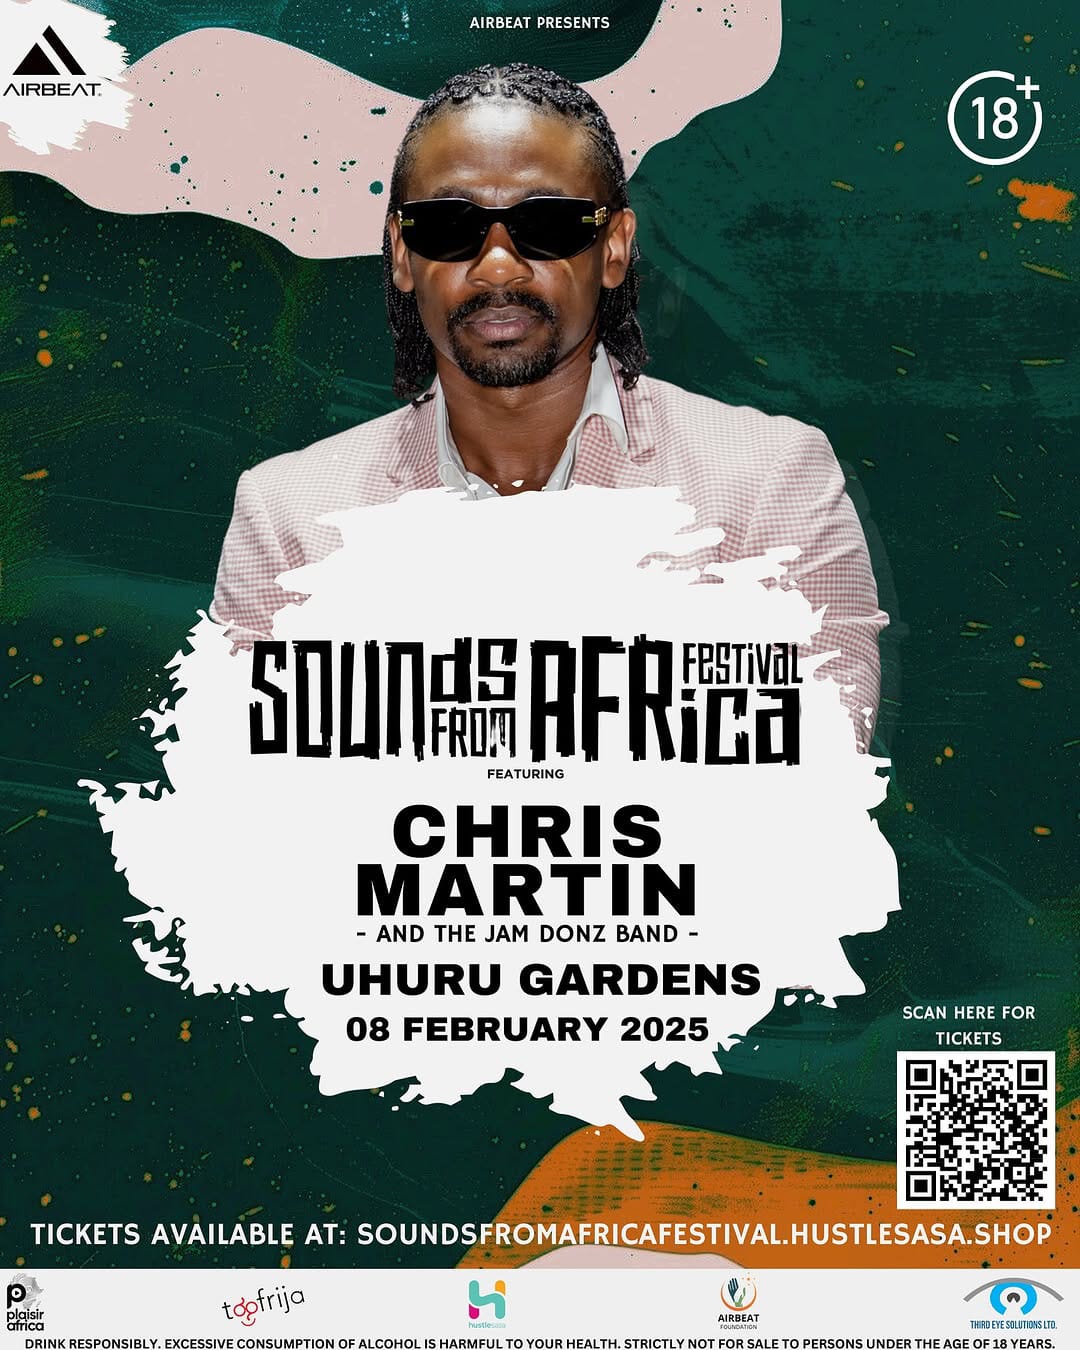 AIRBEAT PRESENTS
AIRBEAT
18+
SOUNDS FROM AFRICA FESTIVAL
FEATURING
CHRIS
MARTIN
- AND THE JAM DONZ BAND -
UHURU GARDENS
08 FEBRUARY 2025
SCAN HERE FOR
TICKETS
TICKETS AVAILABLE AT: SOUNDSFROMAFRICAFESTIVAL.HUSTLESASA.SHOP
plaisir
africa
toofrija
hustlesasa
AIRBEAT
FOUNDATION
THIRD EYE SOLUTIONS LTD.
DRINK RESPONSIBLY. EXCESSIVE CONSUMPTION OF ALCOHOL IS HARMFUL TO YOUR HEALTH. STRICTLY NOT FOR SALE TO PERSONS UNDER THE AGE OF 18 YEARS.